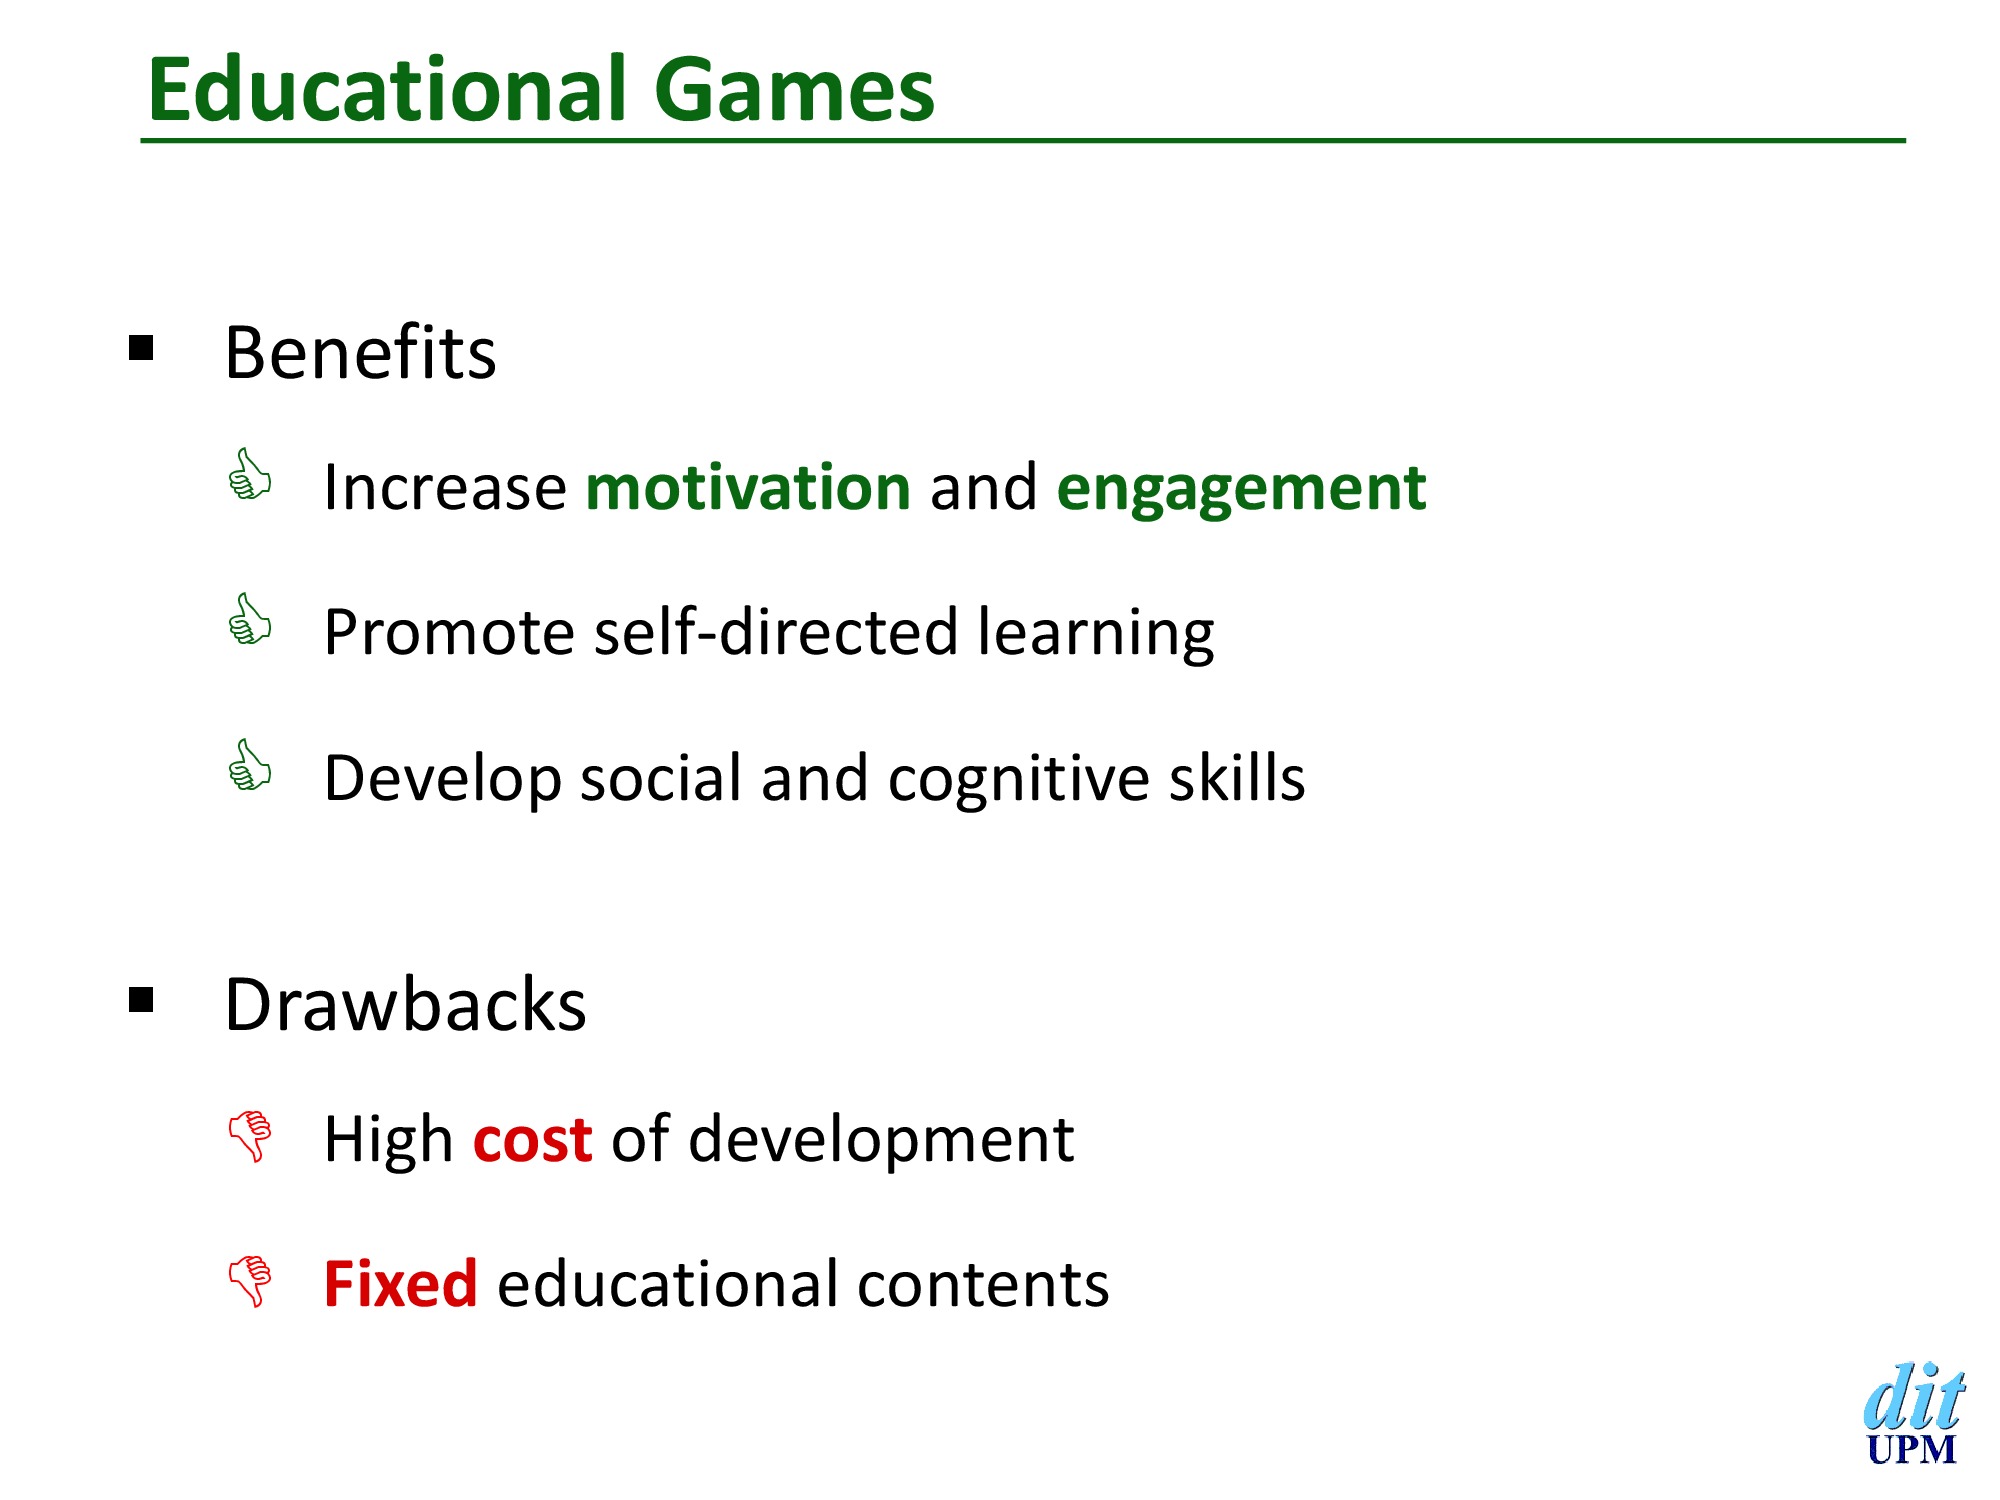 Educational Games
▪ Benefits
👍 Increase motivation and engagement
👍 Promote self-directed learning
👍 Develop social and cognitive skills
▪ Drawbacks
👎 High cost of development
👎 Fixed educational contents
dit
UPM